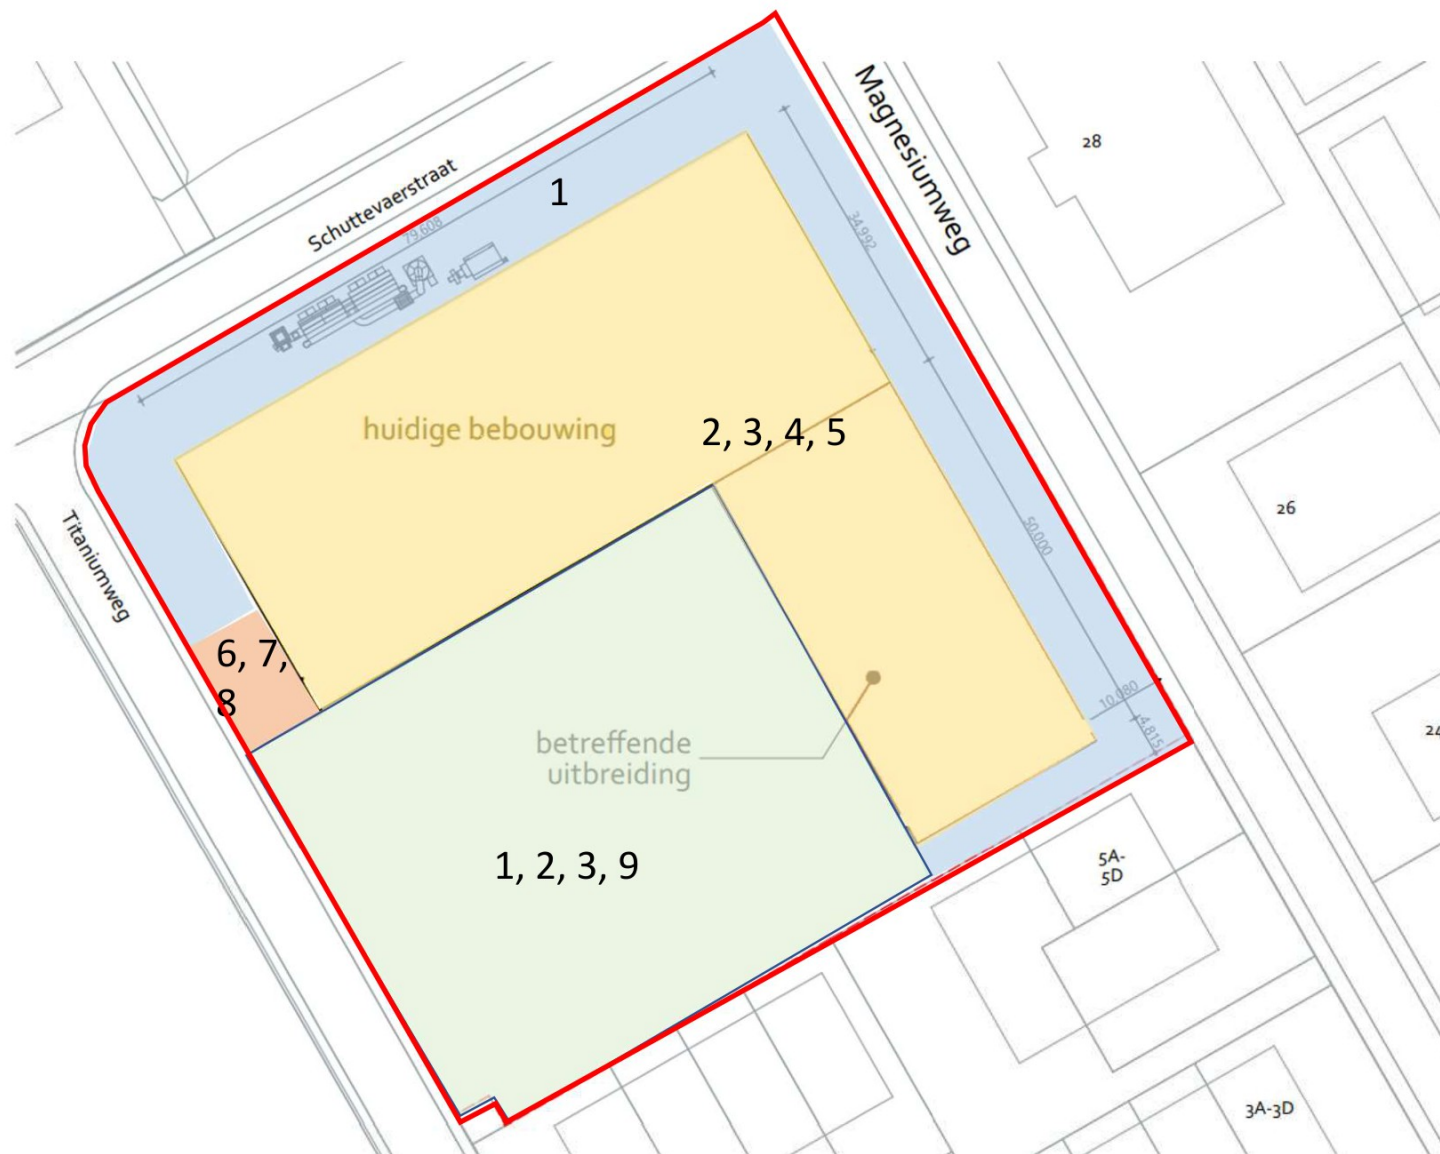 Magnesiumweg
28
1
Schuttevaerstraat
79.608
34.992
huidige bebouwing
2, 3, 4, 5
26
50.000
Titaniumweg
6, 7,
8
10.080
4.815
24
betreffende
uitbreiding
1, 2, 3, 9
5A-
5D
3A-3D